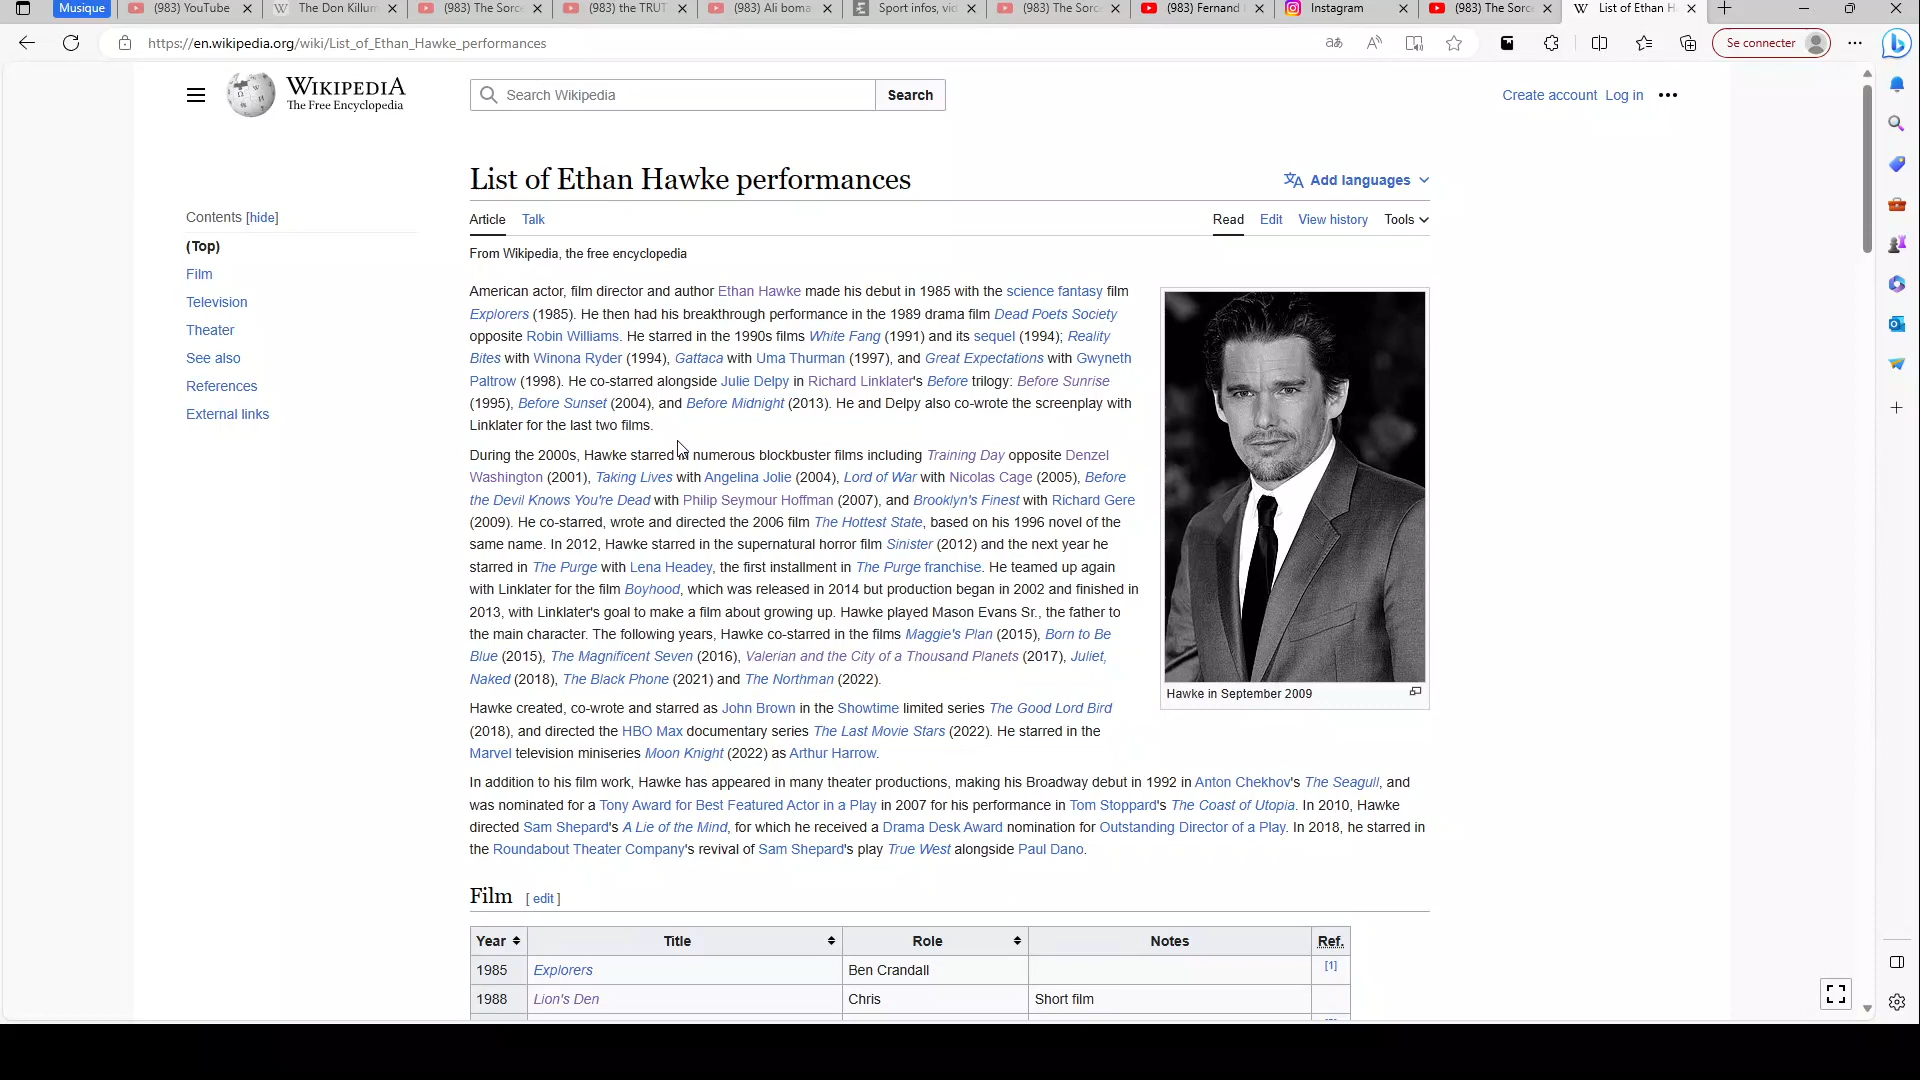 Musique
(983) YouTube
The Don Killum
(983) The Sorc
(983) the TRUT
(983) Ali boma
Sport infos, vid
(983) The Sorc
(983) Fernand
Instagram
(983) The Sorc
List of Ethan H
https://en.wikipedia.org/wiki/List_of_Ethan_Hawke_performances
Se connecter
WIKIPEDIA
The Free Encyclopedia
Search Wikipedia
Search
Create account Log in
List of Ethan Hawke performances
Add languages
Contents [hide]
(Top)
Film
Television
Theater
See also
References
External links
Article Talk
Read Edit View history Tools
From Wikipedia, the free encyclopedia
American actor, film director and author Ethan Hawke made his debut in 1985 with the science fantasy film
Explorers (1985). He then had his breakthrough performance in the 1989 drama film Dead Poets Society
opposite Robin Williams. He starred in the 1990s films White Fang (1991) and its sequel (1994); Reality
Bites with Winona Ryder (1994), Gattaca with Uma Thurman (1997), and Great Expectations with Gwyneth
Paltrow (1998). He co-starred alongside Julie Delpy in Richard Linklater's Before trilogy: Before Sunrise
(1995), Before Sunset (2004), and Before Midnight (2013). He and Delpy also co-wrote the screenplay with
Linklater for the last two films.
During the 2000s, Hawke starred numerous blockbuster films including Training Day opposite Denzel
Washington (2001), Taking Lives with Angelina Jolie (2004), Lord of War with Nicolas Cage (2005), Before
the Devil Knows You're Dead with Philip Seymour Hoffman (2007), and Brooklyn's Finest with Richard Gere
(2009). He co-starred, wrote and directed the 2006 film The Hottest State, based on his 1996 novel of the
same name. In 2012, Hawke starred in the supernatural horror film Sinister (2012) and the next year he
starred in The Purge with Lena Headey, the first installment in The Purge franchise. He teamed up again
with Linklater for the film Boyhood, which was released in 2014 but production began in 2002 and finished in
2013, with Linklater's goal to make a film about growing up. Hawke played Mason Evans Sr., the father to
the main character. The following years, Hawke co-starred in the films Maggie's Plan (2015), Born to Be
Blue (2015), The Magnificent Seven (2016), Valerian and the City of a Thousand Planets (2017), Juliet,
Naked (2018), The Black Phone (2021) and The Northman (2022).
Hawke in September 2009
Hawke created, co-wrote and starred as John Brown in the Showtime limited series The Good Lord Bird
(2018), and directed the HBO Max documentary series The Last Movie Stars (2022). He starred in the
Marvel television miniseries Moon Knight (2022) as Arthur Harrow.
In addition to his film work, Hawke has appeared in many theater productions, making his Broadway debut in 1992 in Anton Chekhov's The Seagull, and
was nominated for a Tony Award for Best Featured Actor in a Play in 2007 for his performance in Tom Stoppard's The Coast of Utopia. In 2010, Hawke
directed Sam Shepard's A Lie of the Mind, for which he received a Drama Desk Award nomination for Outstanding Director of a Play. In 2018, he starred in
the Roundabout Theater Company's revival of Sam Shepard's play True West alongside Paul Dano.
Film [ edit ]
Year Title Role Notes Ref.
1985 Explorers Ben Crandall [1]
1988 Lion's Den Chris Short film